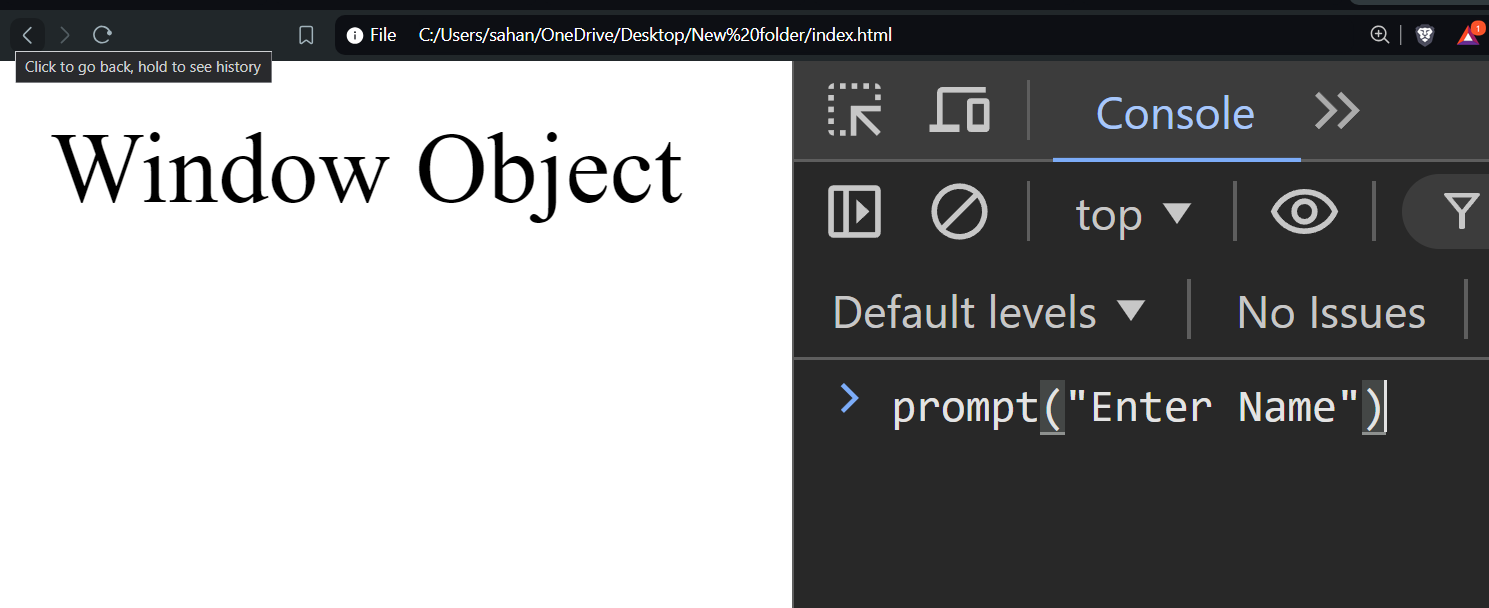 File C:/Users/sahan/OneDrive/Desktop/New%20folder/index.html
1
Click to go back, hold to see history
Window Object
Console
top
Default levels
No Issues
prompt("Enter Name")